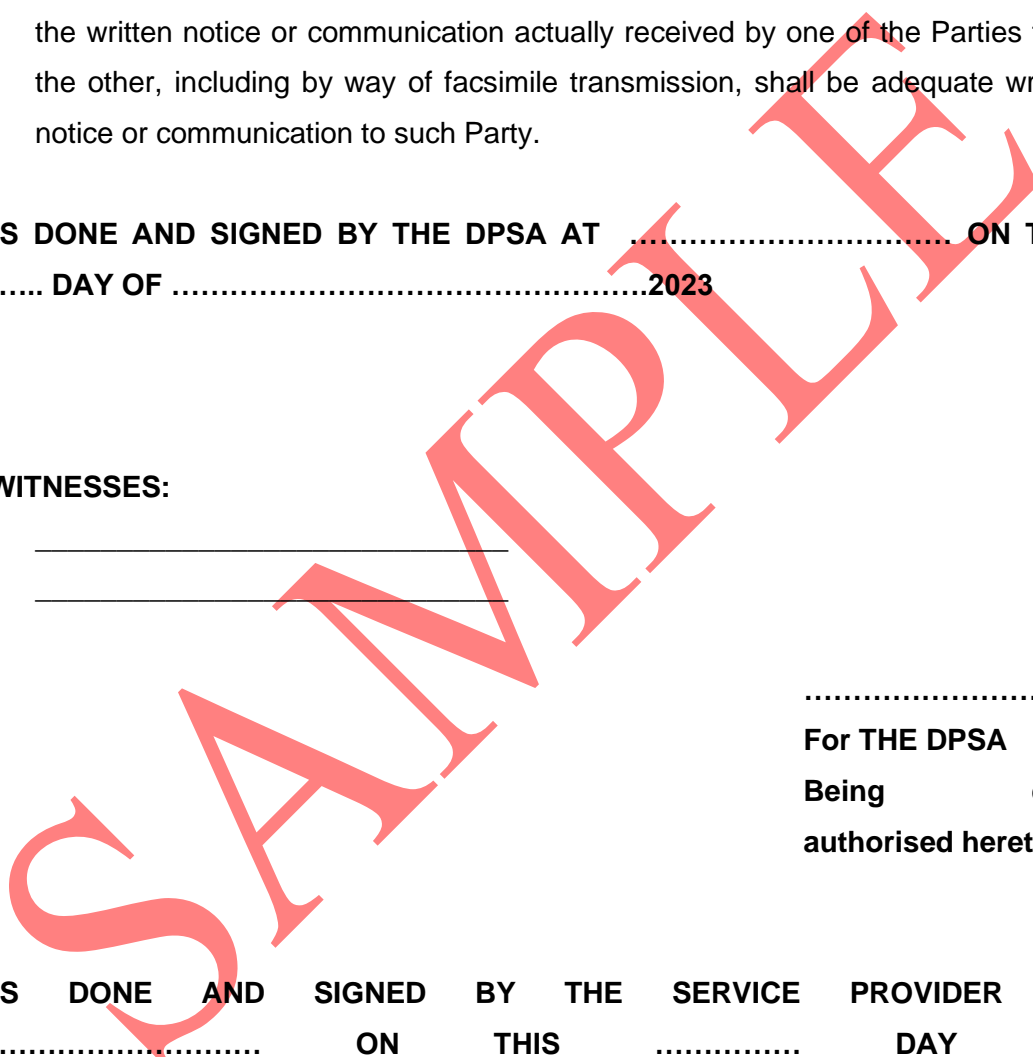 the written notice or communication actually received by one of the Parties
the other, including by way of facsimile transmission, shall be adequate
notice or communication to such Party.
S DONE AND SIGNED BY THE DPSA AT …………………………… ON T
….. DAY OF ………………………………………….2023
WITNESSES:
____________________________
____________________________
……………………
For THE DPSA
Being
authorised heret
S DONE AND SIGNED BY THE SERVICE PROVIDER
……………………… ON THIS …………… DAY
SAMPLE